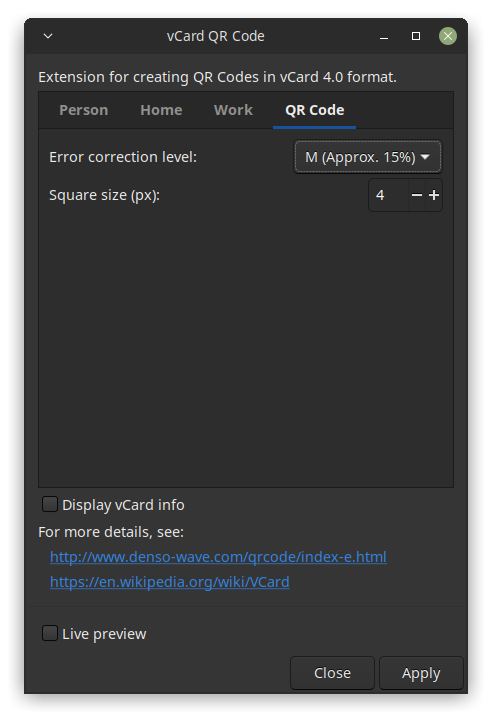 vCard QR Code
Extension for creating QR Codes in vCard 4.0 format.
Person Home Work QR Code
Error correction level: M (Approx. 15%)
Square size (px): 4
Display vCard info
For more details, see:
http://www.denso-wave.com/qrcode/index-e.html
https://en.wikipedia.org/wiki/VCard
Live preview
Close Apply